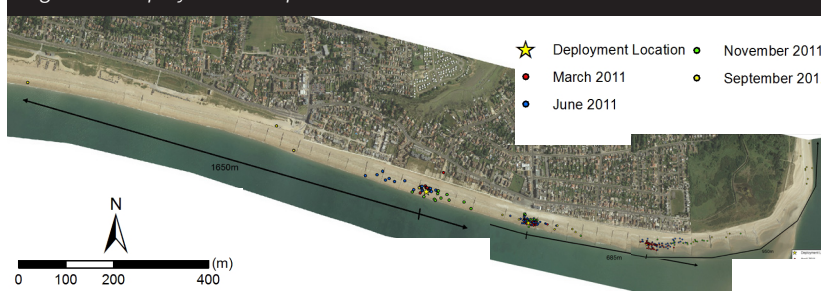 Deployment Location
March 2011
June 2011
November 2011
September 201
1650m
N
(m)
0 100 200 400
685m